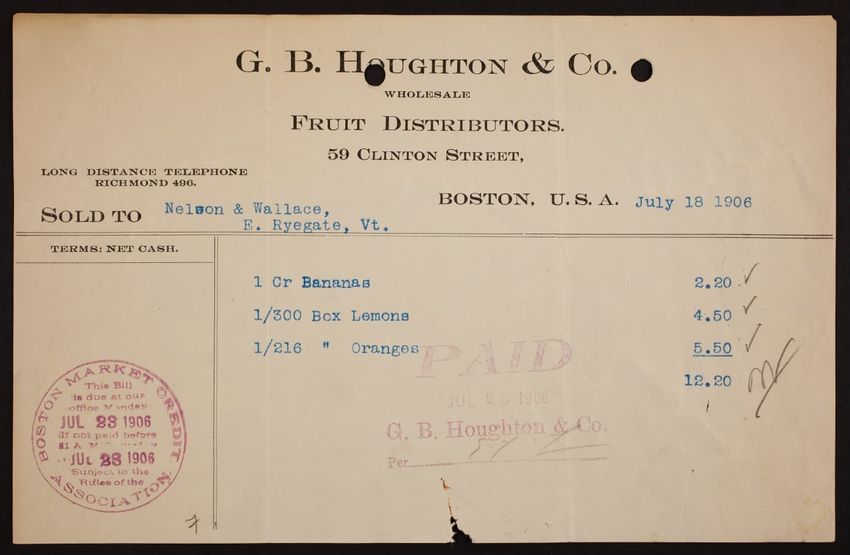 G. B. Houghton & Co.
WHOLESALE
FRUIT DISTRIBUTORS.
59 CLINTON STREET,
LONG DISTANCE TELEPHONE
RICHMOND 496.
BOSTON, U. S. A. July 18 1906
SOLD TO Nelson & Wallace,
E. Ryegate, Vt.
TERMS: NET CASH.
1 Cr Bananas 2.20
1/300 Box Lemons 4.50
1/216 " Oranges 5.50
12.20
PAID
JUL 23 1906
G. B. Houghton & Co.
Per
BOSTON MARKET CREDIT ASSOCIATION
This Bill
is due at our
office Monday
JUL 23 1906
If not paid before
11 A. M.
JUL 28 1906
Subject to the
Rules of the
7